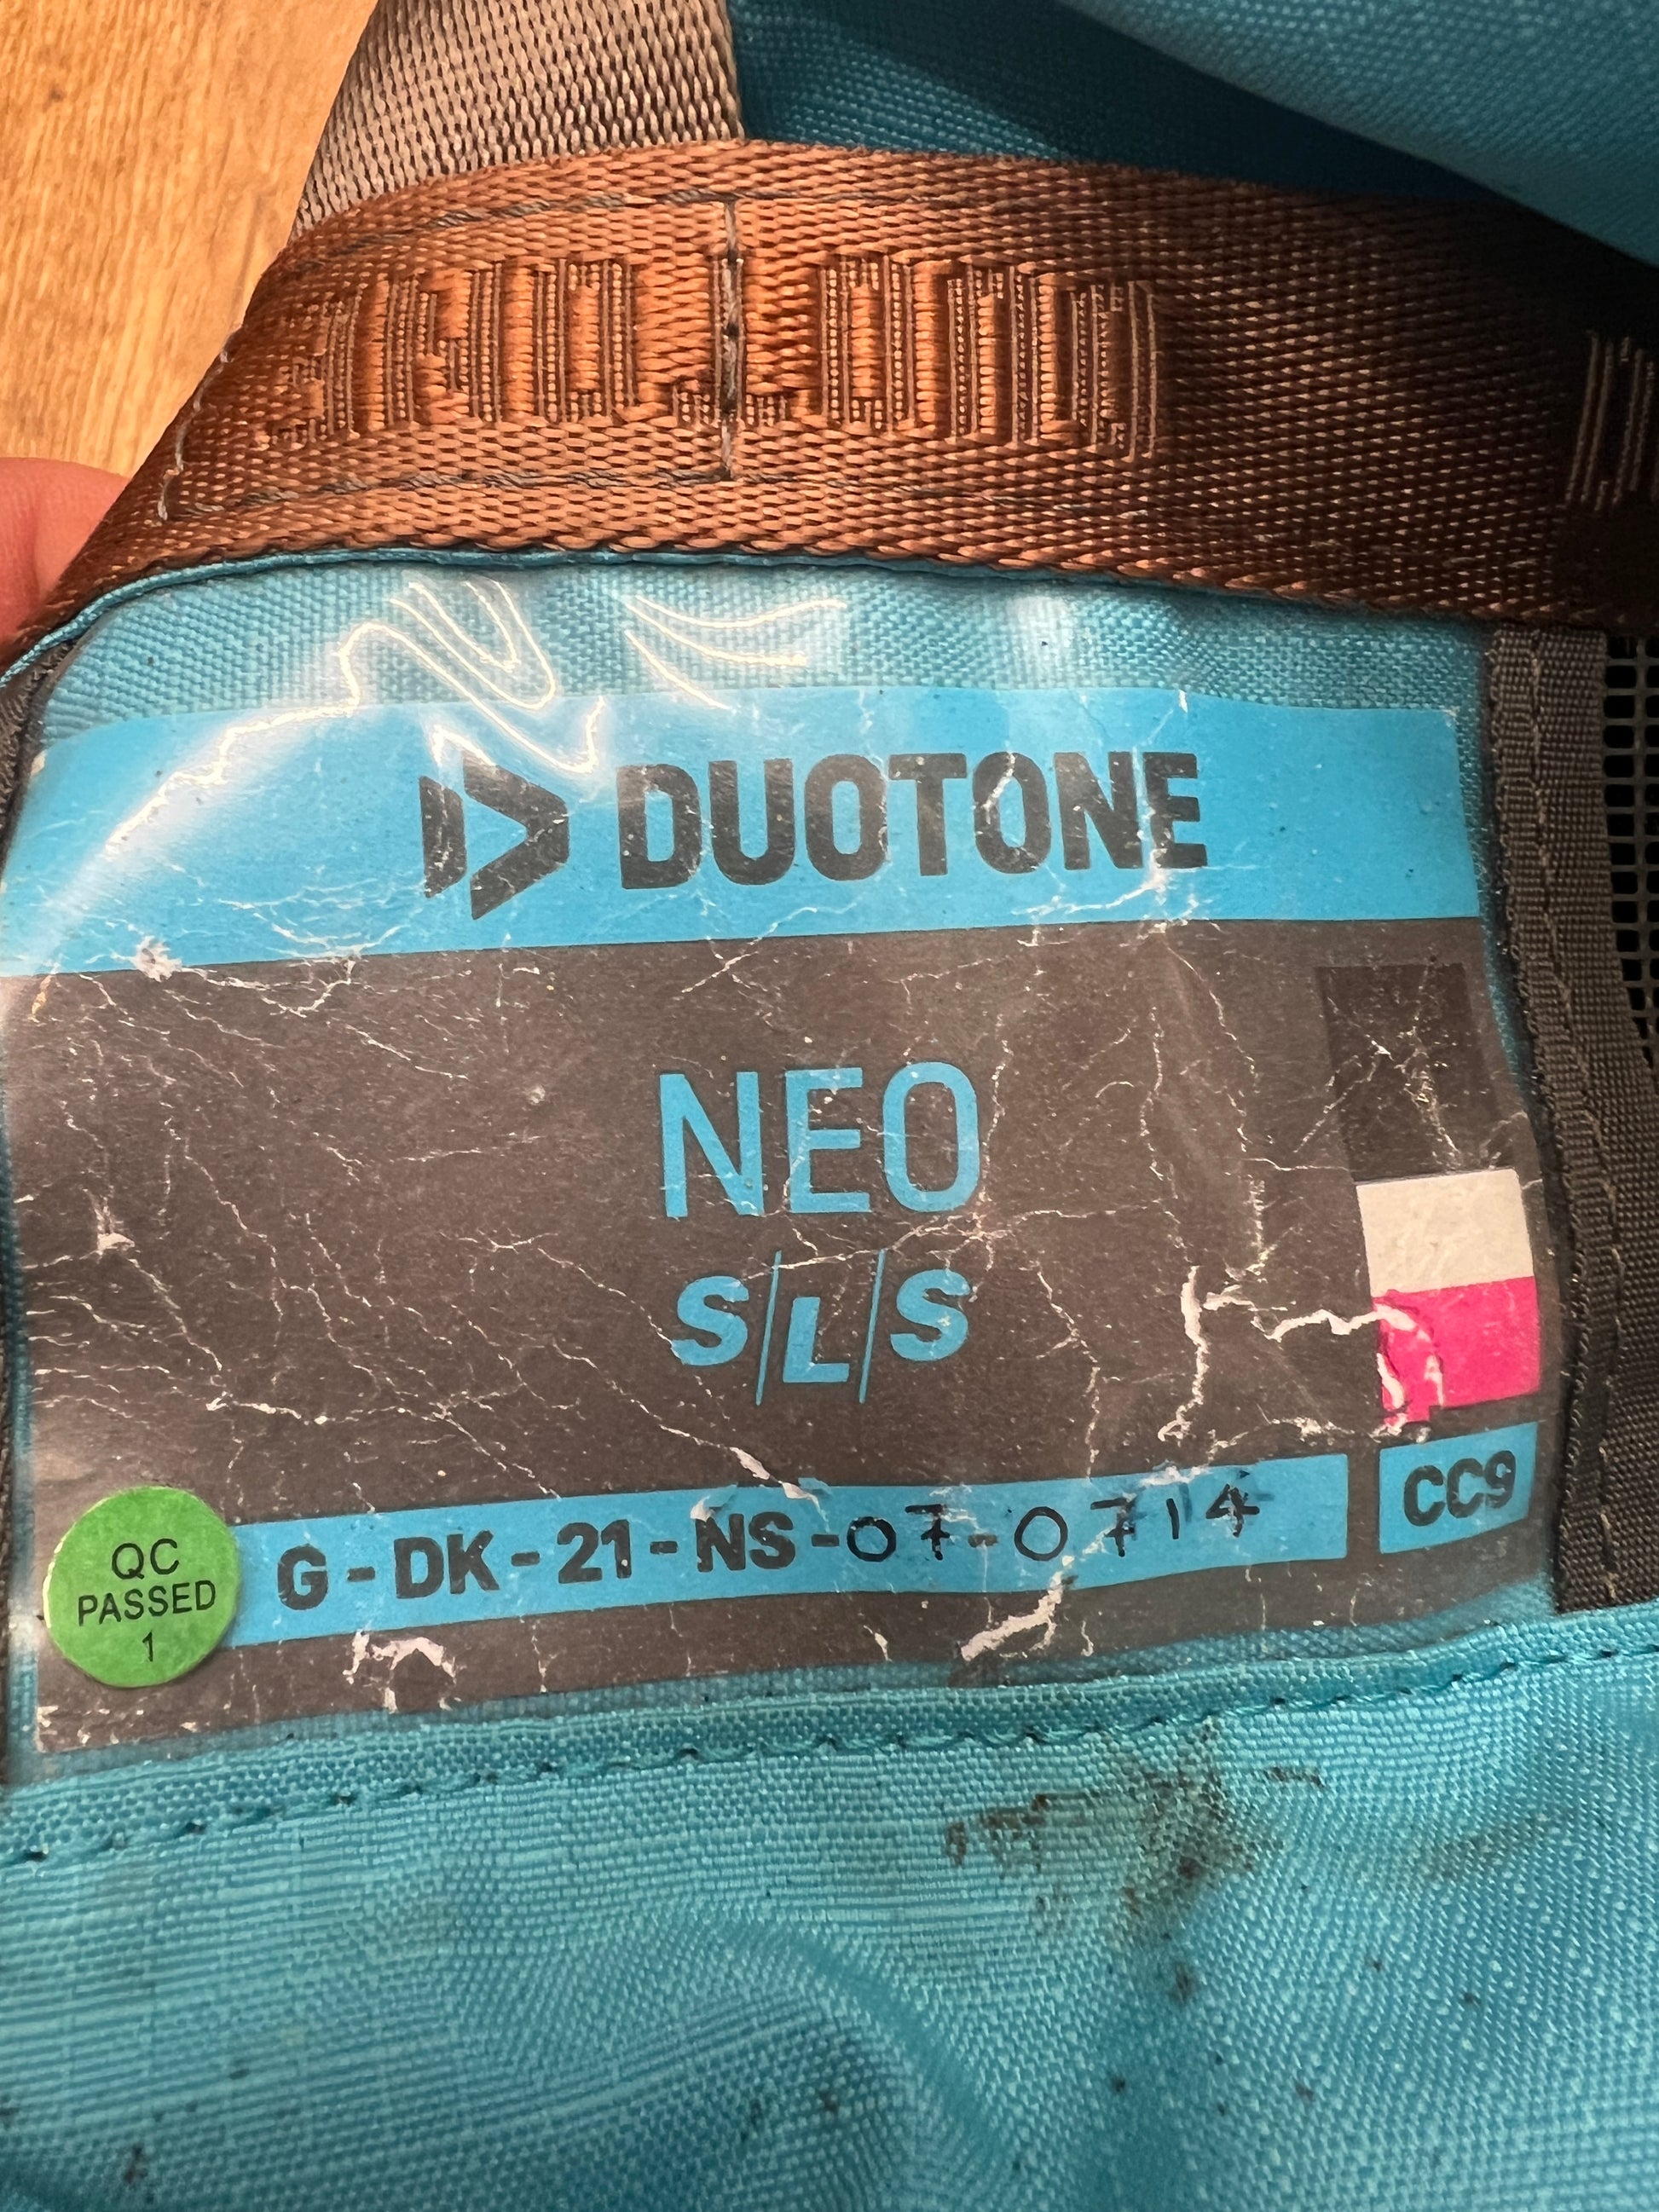 DUOTONE
NEO
S/L/S
G-DK-21-NS-07-0714
CC9
QC
PASSED
1